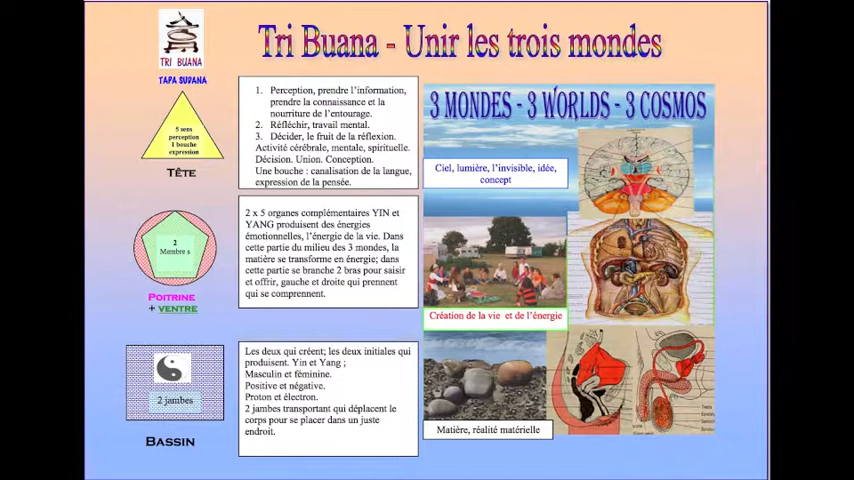 Tri Buana - Unir les trois mondes
TRI BUANA
TAPA SUDANA
5 sens
perception
1 bouche
expression
TÊTE
1. Perception, prendre l'information,
prendre la connaissance et la
nourriture de l'entourage.
2. Réfléchir, travail mental.
3. Décider, le fruit de la réflexion.
Activité cérébrale, mentale, spirituelle.
Décision. Union. Conception.
Une bouche : canalisation de la langue,
expression de la pensée.
2
Membre s
POITRINE
+ VENTRE
2 x 5 organes complémentaires YIN et
YANG produisent des énergies
émotionnelles, l'énergie de la vie. Dans
cette partie du milieu des 3 mondes, la
matière se transforme en énergie; dans
cette partie se branche 2 bras pour saisir
et offrir, gauche et droite qui prennent
qui se comprennent.
2 jambes
BASSIN
Les deux qui créent; les deux initiales qui
produisent. Yin et Yang ;
Masculin et féminine.
Positive et négative.
Proton et électron.
2 jambes transportant qui déplacent le
corps pour se placer dans un juste
endroit.
3 MONDES - 3 WORLDS - 3 COSMOS
Ciel, lumière, l'invisible, idée,
concept
Création de la vie et de l'énergie
Matière, réalité matérielle